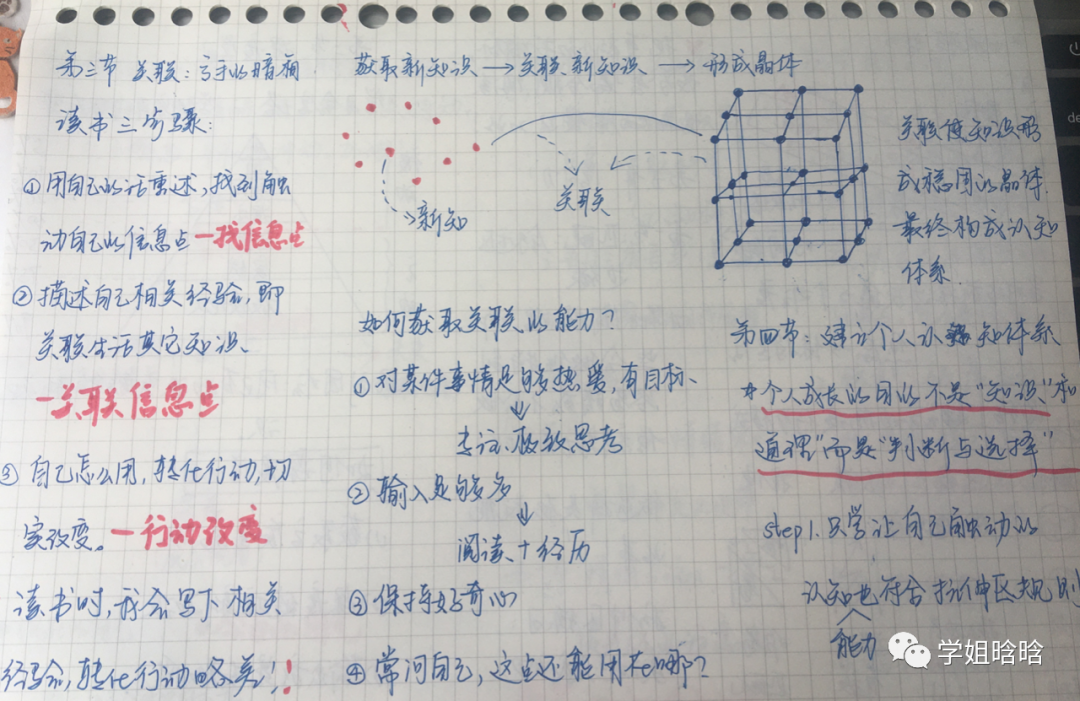 第三节 关联：
读书三步骤：
①用自己的话重述，找到触
动自己的信息点 —找信息点
②描述自己相关经验，即
关联生活其它知识、
—关联信息点
③ 自己怎么用，转化行动，切
实改变。—行动改变
读书时，我会写下相关
经验，转化行动略差！！
获取新知识 → 关联新知识 → 形成晶体
新知
关联
如何获取关联的能力？
①对某件事情足够热爱，有目标、
专注、极致思考
②输入足够多
阅读、+经历
③保持好奇心
④常问自己，这点还能用在哪？
关联使知识形
成稳固的晶体，
最终构成认知
体系.
第四节：建立个人认知体系
个人成长的目的不是“知识”和
道理”而是“判断与选择”
step1.只学让自己触动的
认知也符合拉伸区规则
能力
学姐晗晗
de